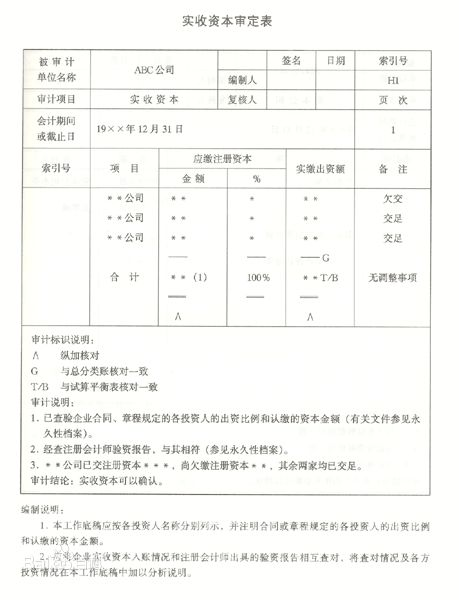 实收资本审定表
被审计单位名称 ABC公司 签名 日期 索引号
编制人 H1
审计项目 实收资本 复核人 页次
会计期间或截止日 19××年12月31日 1
索引号 项目 应缴注册资本 实缴出资额 备注
金额 %
**公司 ** * ** 欠交
**公司 ** * ** 交足
**公司 ** * ** 交足
G
合计 **(1) 100% **T/B 无调整事项
Λ Λ
审计标识说明:
Λ 纵加核对
G 与总分类账核对一致
T/B 与试算平衡表核对一致
审计说明:
1. 已查验企业合同、章程规定的各投资人的出资比例和认缴的资本金额(有关文件参见永
久性档案)。
2. 经查注册会计师验资报告,与其相符(参见永久性档案)。
3. **公司已交注册资本***,尚欠缴注册资本**,其余两家均已交足。
审计结论:实收资本可以确认。
编制说明:
1. 本工作底稿应按各投资人名称分别列示,并注明合同或章程规定的各投资人的出资比例
和认缴的资本金额。
2. 企业实收资本入账情况和注册会计师出具的验资报告相互查对,将查对情况及各方
投资情况在本工作底稿中加以分析说明。